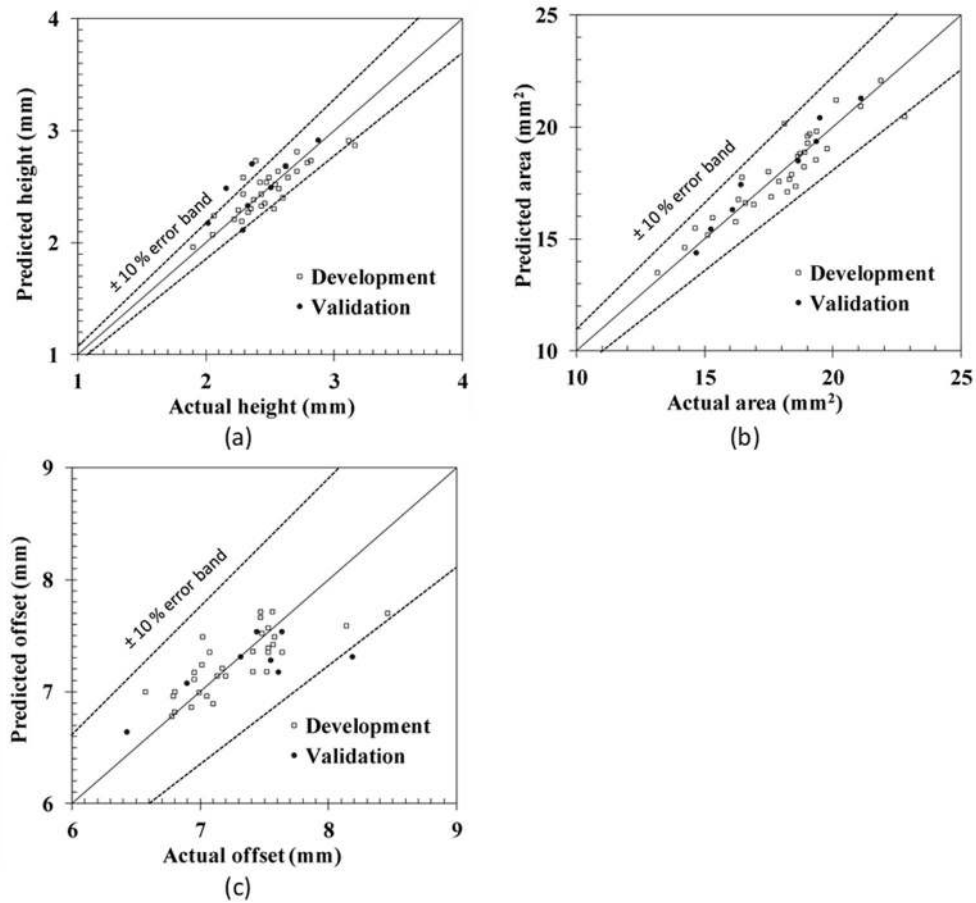 4
3
2
1
Predicted height (mm)
± 10 % error band
Development
Validation
1 2 3 4
Actual height (mm)
(a)
25
20
15
10
Predicted area (mm²)
± 10 % error band
Development
Validation
10 15 20 25
Actual area (mm²)
(b)
9
8
7
6
Predicted offset (mm)
± 10 % error band
Development
Validation
6 7 8 9
Actual offset (mm)
(c)